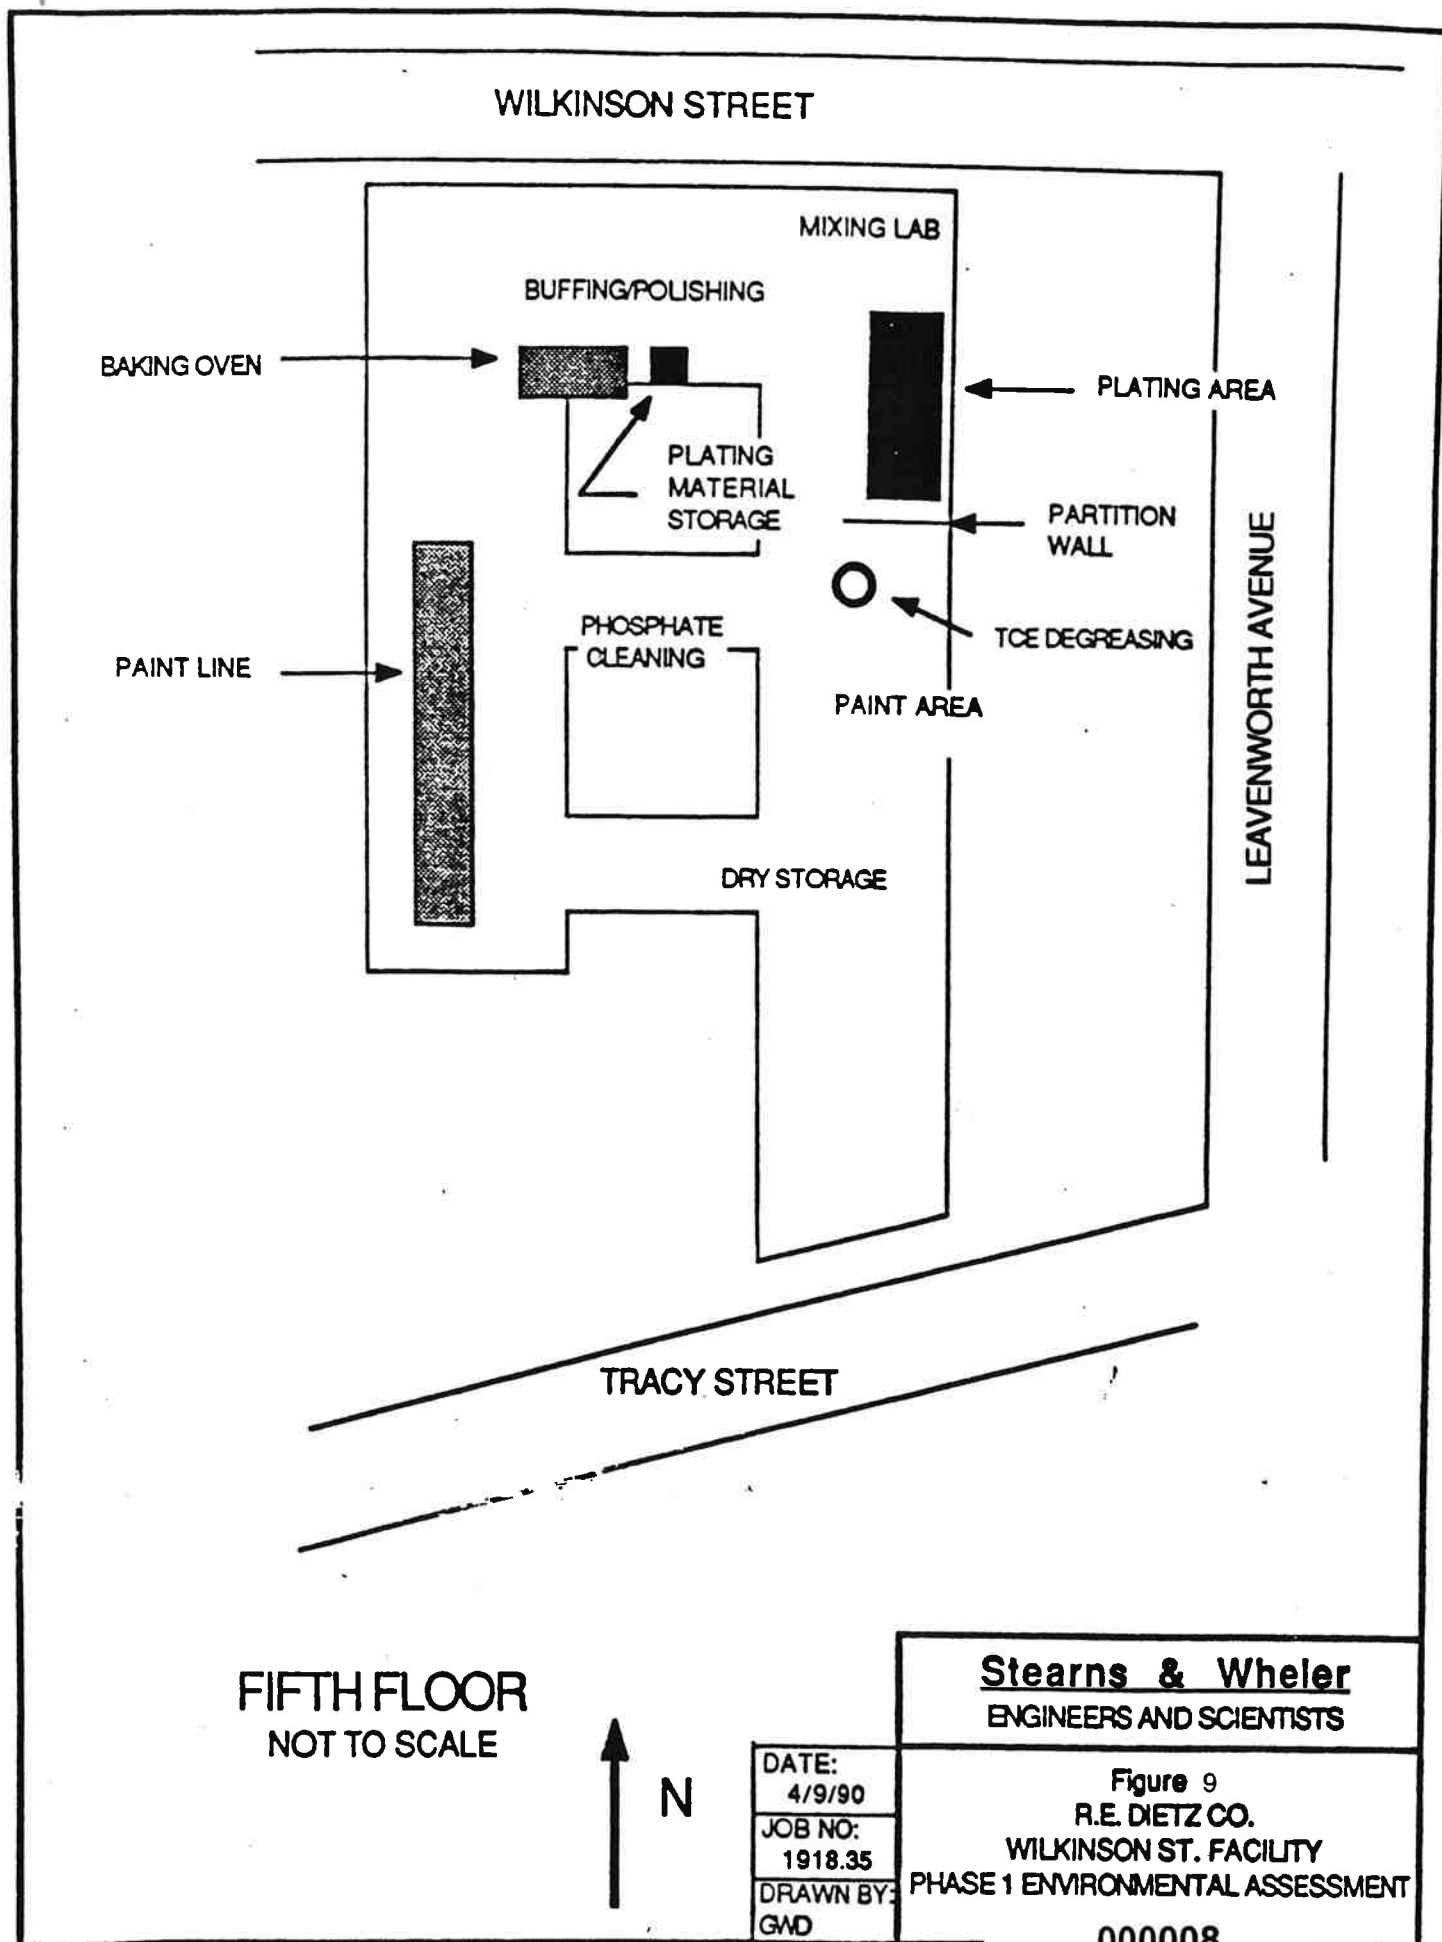 WILKINSON STREET
MIXING LAB
BUFFING/POLISHING
BAKING OVEN
PLATING AREA
PLATING
MATERIAL
STORAGE
PARTITION
WALL
LEAVENWORTH AVENUE
PHOSPHATE
CLEANING
TCE DEGREASING
PAINT LINE
PAINT AREA
DRY STORAGE
TRACY STREET
FIFTH FLOOR
NOT TO SCALE
N
Stearns & Wheler
ENGINEERS AND SCIENTISTS
DATE:
4/9/90
JOB NO:
1918.35
DRAWN BY:
GWD
Figure 9
R.E. DIETZ CO.
WILKINSON ST. FACILITY
PHASE 1 ENVIRONMENTAL ASSESSMENT
000008